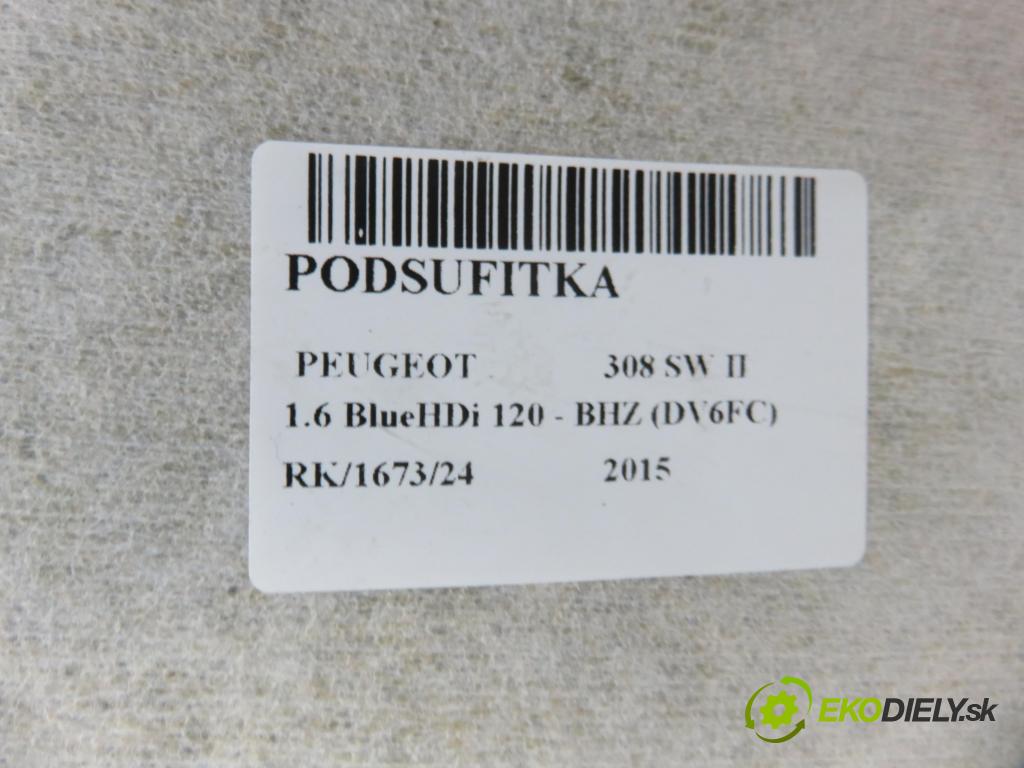 PODSUFITKA
PEUGEOT 308 SW II
1.6 BlueHDi 120 - BHZ (DV6FC)
RK/1673/24 2015
EKODIELY.sk